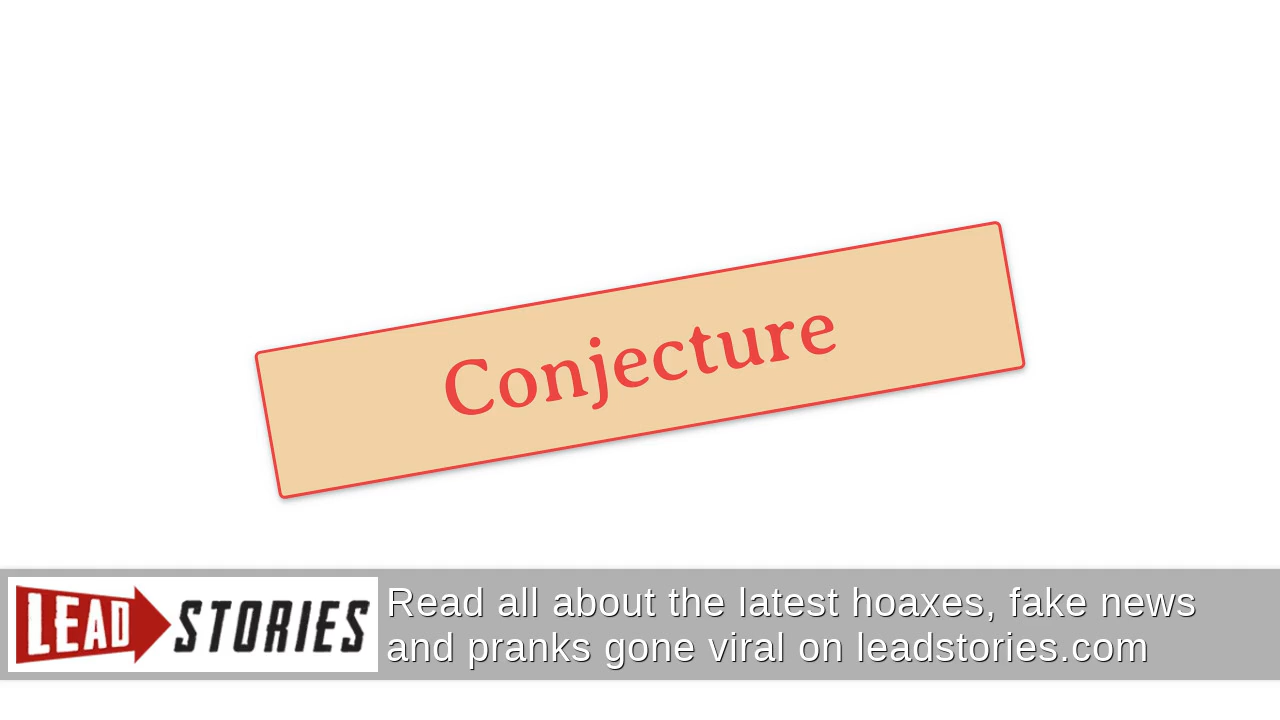 Conjecture
LEAD STORIES
Read all about the latest hoaxes, fake news
and pranks gone viral on leadstories.com